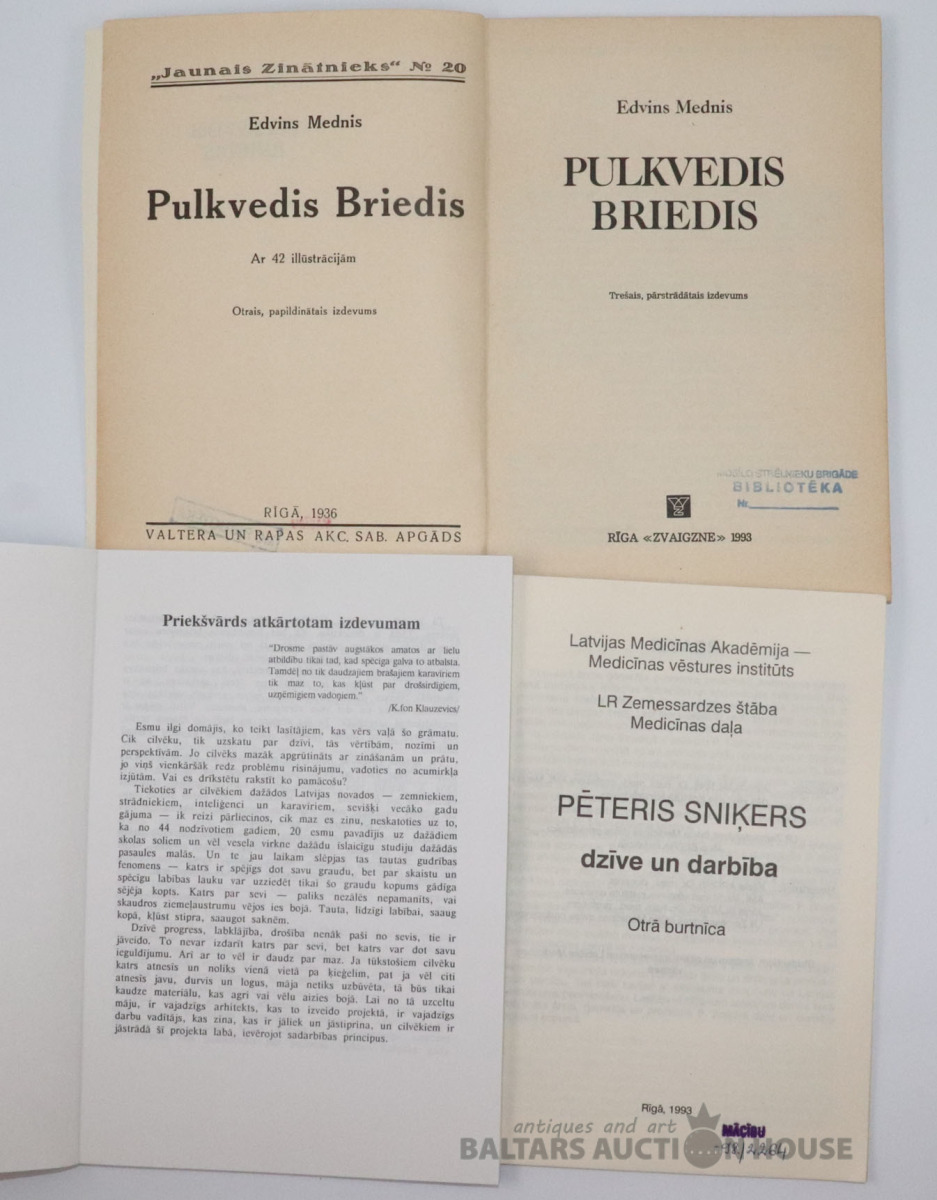 „Jaunais Zinātnieks“ № 20
Edvins Mednis
Pulkvedis Briedis
Ar 42 illūstrācijām
Otrais, papildinātais izdevums
RĪGĀ, 1936
VALTERA UN RAPAS AKC. SAB. APGĀDS
Edvins Mednis
PULKVEDIS
BRIEDIS
Trešais, pārstrādātais izdevums
STRĒLNIEKU BRIGĀDE
BIBLIOTĒKA
Nr.
RĪGA «ZVAIGZNE» 1993
Priekšvārds atkārtotam izdevumam
"Drosme pastāv augstākos amatos ar lielu
atbildību tikai tad, kad spēcīga galva to atbalsta.
Tamdēļ no tik daudzajiem brašajiem karavīriem
tik maz to, kas kļūst par drošsirdīgiem,
uzņēmīgiem vadoņiem."
/K.fon Klauzevics/
Esmu ilgi domājis, ko teikt lasītājiem, kas vērs vaļā šo grāmatu.
Cik cilvēku, tik uzskatu par dzīvi, tās vērtībām, nozīmi un
perspektīvām. Jo cilvēks mazāk apgrūtināts ar zināšanām un prātu,
jo viņš vienkāršāk redz problēmu risinājumu, vadoties no acumirkļa
izjūtām. Vai es drīkstētu rakstīt ko pamācošu?
Tiekoties ar cilvēkiem dažādos Latvijas novados — zemniekiem,
strādniekiem, inteliģenci un karavīriem, sevišķi vecāko gadu
gājuma — ik reizi pārliecinos, cik maz es zinu, neskatoties uz to,
ka no 44 nodzīvotiem gadiem, 20 esmu pavadījis uz dažādiem
skolas soliem un vēl vesela virkne dažādu īslaicīgu studiju dažādās
pasaules malās. Un te jau laikam slēpjas tas tautas gudrības
fenomens — katrs ir spējīgs dot savu graudu, bet par skaistu un
spēcīgu labības lauku var uzziedēt tikai šo graudu kopums gādīga
sējēja kopts. Katrs par sevi — paliks nezālēs nepamanīts, vai
skaudros ziemeļaustrumu vējos ies bojā. Tauta, līdzīgi labībai, saaug
kopā, kļūst stipra, saaugot saknēm.
Dzīvē progress, labklājība, drošība nenāk paši no sevis, tie ir
jāveido. To nevar izdarīt katrs par sevi, bet katrs var dot savu
ieguldījumu. Arī ar to vēl ir daudz par maz. Ja tūkstošiem cilvēku
katrs atnesīs un noliks vienā vietā pa ķieģelim, pat ja vēl citi
atnesīs javu, durvis un logus, māja netiks uzbūvēta, tā būs tikai
kaudze materiālu, kas agri vai vēlu aizies bojā. Lai no tā uzceltu
māju, ir vajadzīgs arhitekts, kas to izveido projektā, ir vajadzīgs
darbu vadītājs, kas zina, kas ir jāliek un jāstiprina, un cilvēkiem ir
jāstrādā šī projekta labā, ievērojot sadarbības principus.
Latvijas Medicīnas Akadēmija —
Medicīnas vēstures institūts
LR Zemessardzes štāba
Medicīnas daļa
PĒTERIS SNIĶERS
dzīve un darbība
Otrā burtnīca
Rīgā, 1993
MĀCĪBU
antiques and art
BALTARS AUCTION HOUSE